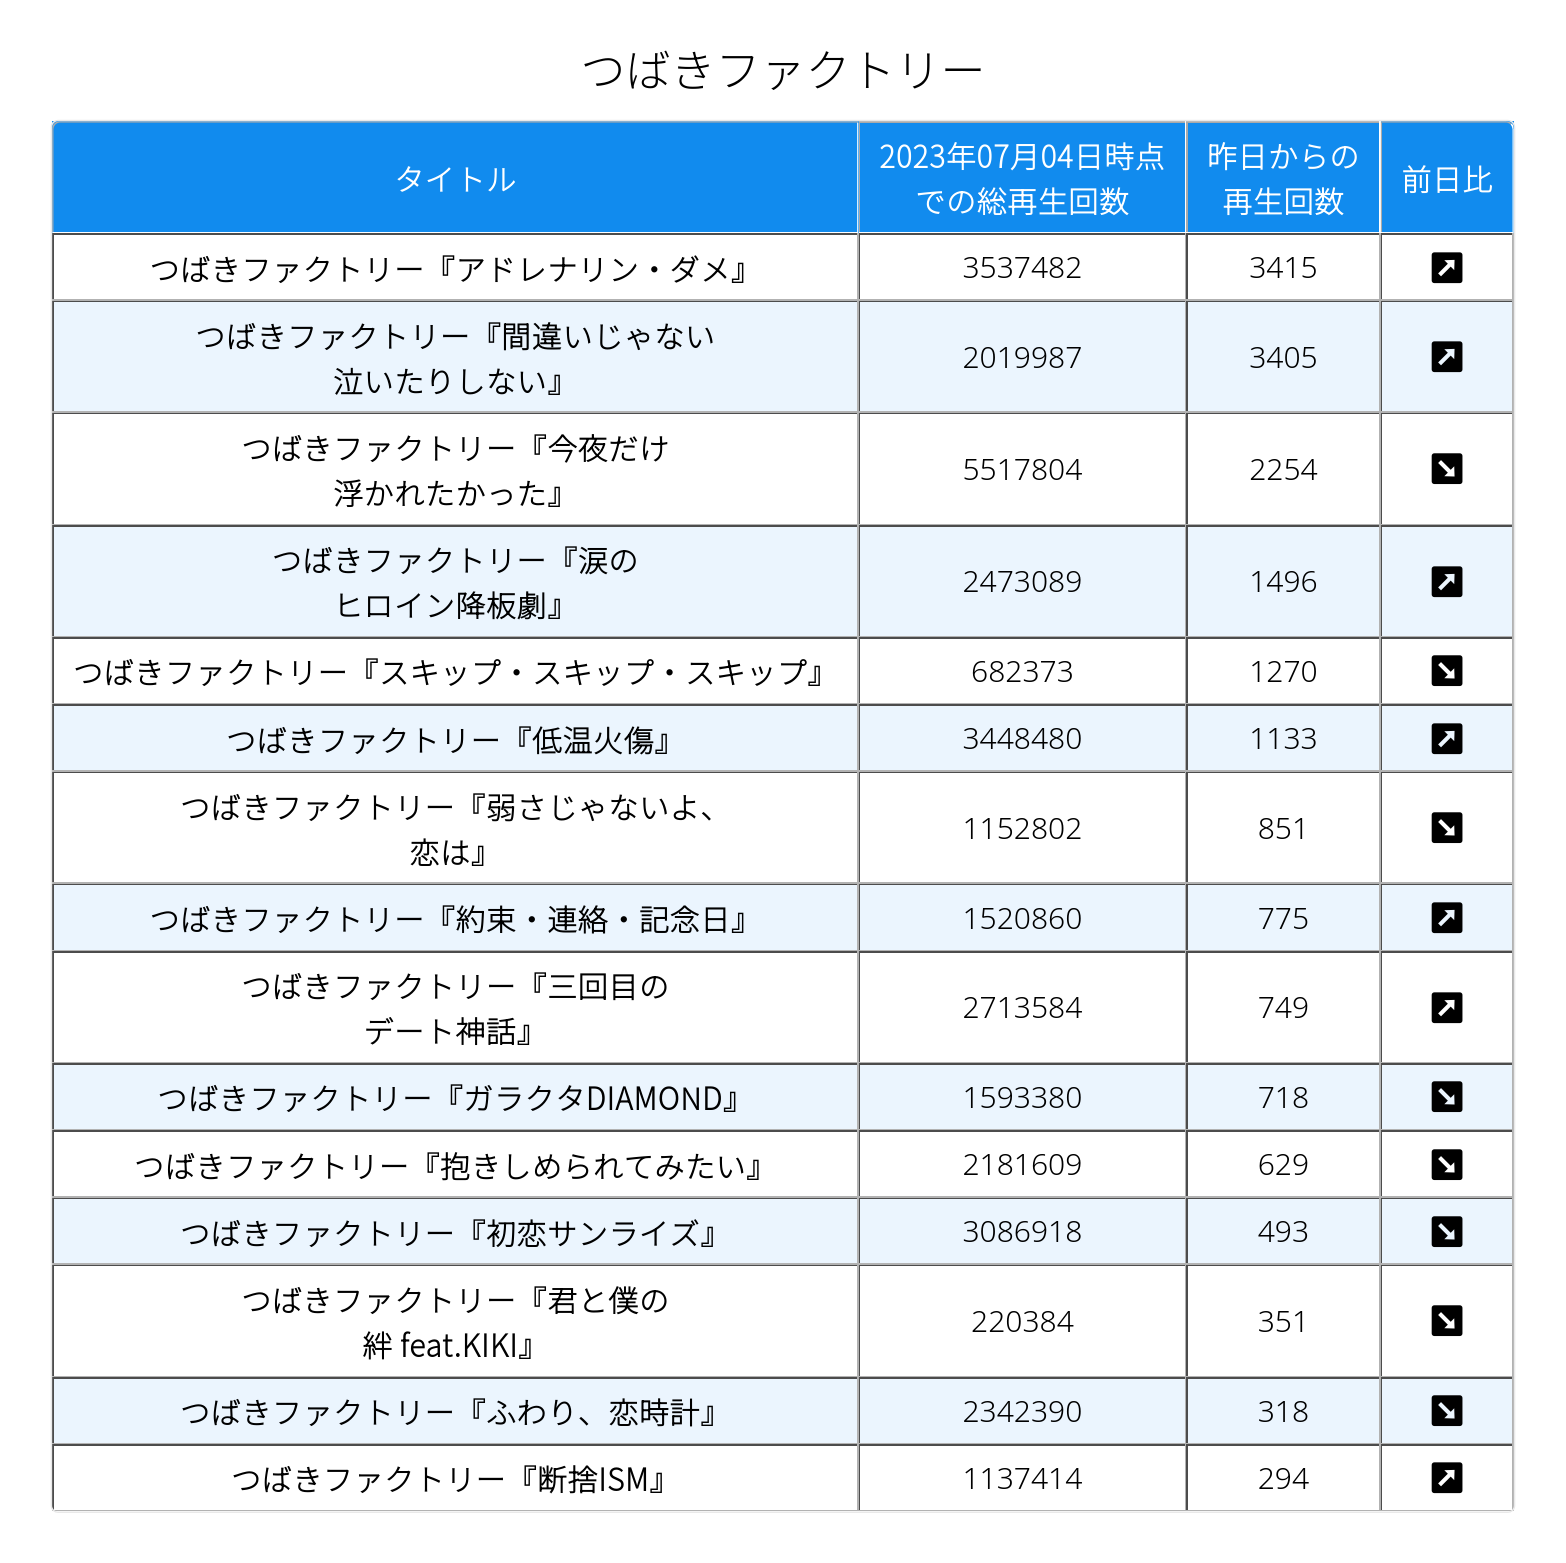 つばきファクトリー
タイトル
2023年07月04日時点
での総再生回数
昨日からの
再生回数
前日比
つばきファクトリー『アドレナリン・ダメ』 3537482 3415 ↗
つばきファクトリー『間違いじゃない
泣いたりしない』
2019987 3405 ↗
つばきファクトリー『今夜だけ
浮かれたかった』
5517804 2254 ↘
つばきファクトリー『涙の
ヒロイン降板劇』
2473089 1496 ↗
つばきファクトリー『スキップ・スキップ・スキップ』 682373 1270 ↘
つばきファクトリー『低温火傷』 3448480 1133 ↗
つばきファクトリー『弱さじゃないよ、
恋は』
1152802 851 ↘
つばきファクトリー『約束・連絡・記念日』 1520860 775 ↗
つばきファクトリー『三回目の
デート神話』
2713584 749 ↗
つばきファクトリー『ガラクタDIAMOND』 1593380 718 ↘
つばきファクトリー『抱きしめられてみたい』 2181609 629 ↘
つばきファクトリー『初恋サンライズ』 3086918 493 ↘
つばきファクトリー『君と僕の
絆 feat.KIKI』
220384 351 ↘
つばきファクトリー『ふわり、恋時計』 2342390 318 ↘
つばきファクトリー『断捨ISM』 1137414 294 ↗